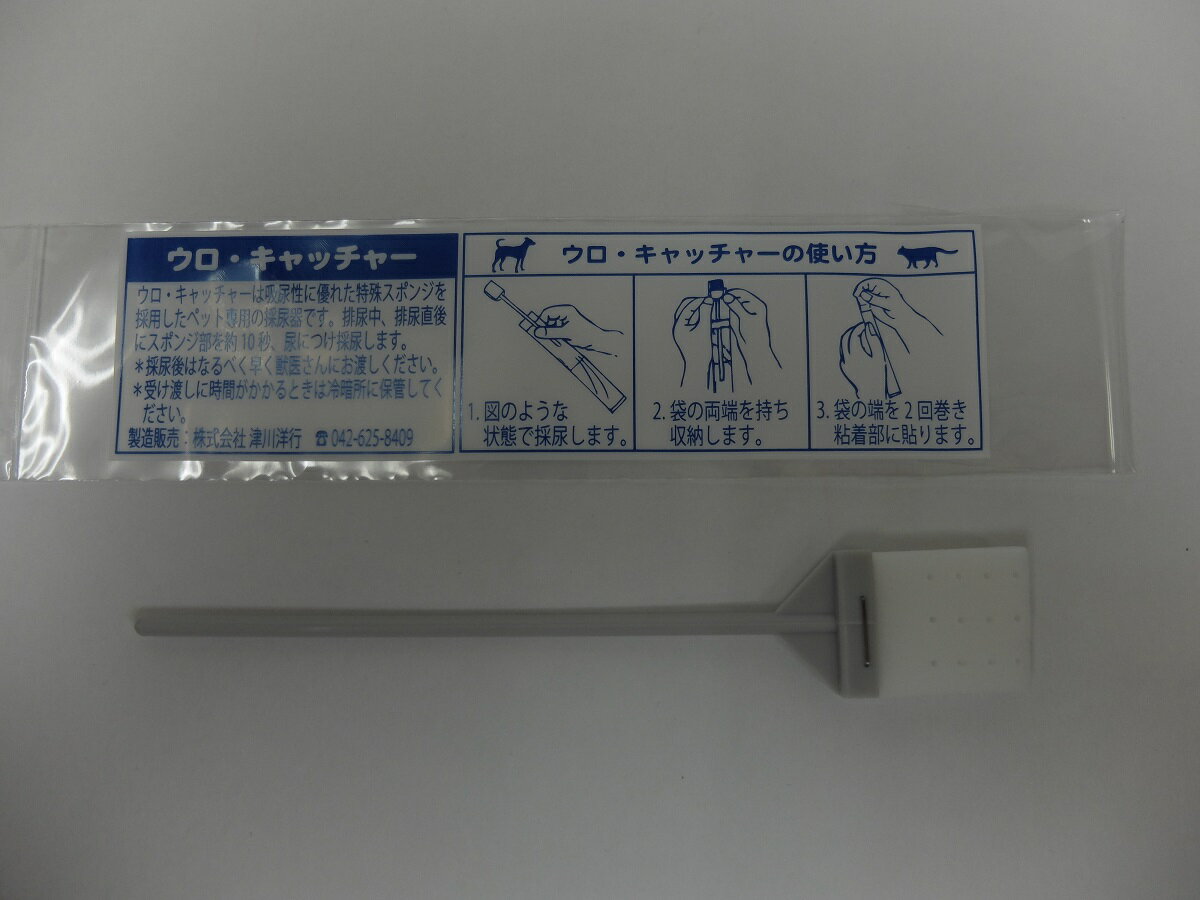 ウロ・キャッチャー
ウロ・キャッチャーは吸尿性に優れた特殊スポンジを
採用したペット専用の採尿器です。排尿中、排尿直後
にスポンジ部を約10秒、尿につけ採尿します。
＊採尿後はなるべく早く獣医さんにお渡しください。
＊受け渡しに時間がかかるときは冷暗所に保管してく
ださい。
製造販売：株式会社 津川洋行 ☎042-625-8409
ウロ・キャッチャーの使い方
1. 図のような
状態で採尿します。
2. 袋の両端を持ち
収納します。
3. 袋の端を2回巻き
粘着部に貼ります。